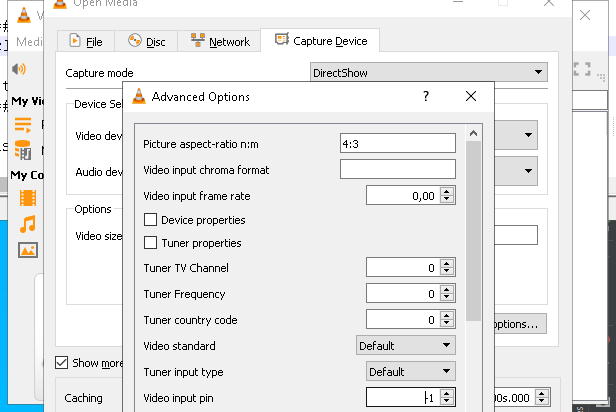 Open Media
Medi
File
Disc
Network
Capture Device
Capture mode
DirectShow
Device Sel
Advanced Options
?
My Vi
Video dev
Picture aspect-ratio n:m
4:3
Video input chroma format
Audio dev
My Co
Video input frame rate
0,00
Options
Device properties
Video size
Tuner properties
Tuner TV Channel
0
Tuner Frequency
0
Tuner country code
0
options...
Video standard
Default
Show more
Tuner input type
Default
Caching
Video input pin
-1
00s.000